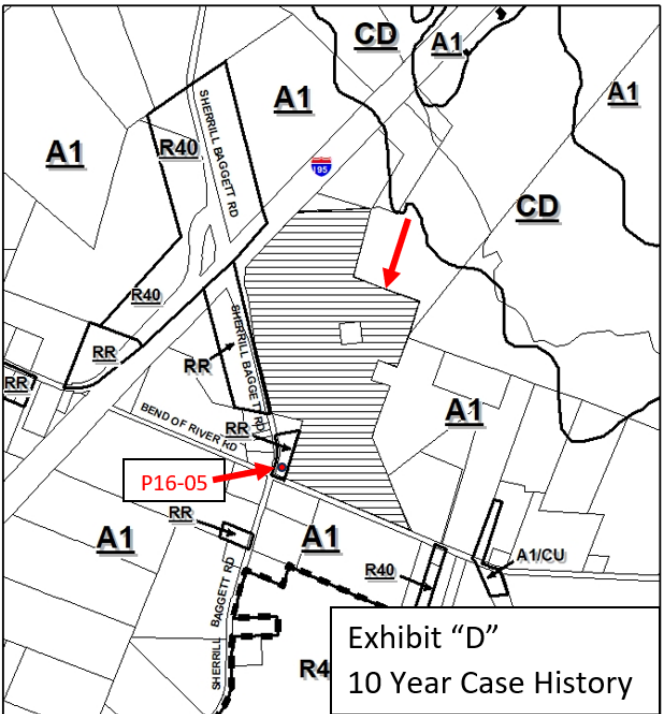 CD
A1
A1
A1
SHERRILL BAGGETT RD
R40
A1
I95
CD
R40
RR
SHERRILL BAGGETT RD
RR
RR
A1
BEND OF RIVER RD
RR
P16-05
RR
A1
A1
A1/CU
R40
SHERRILL BAGGETT RD
R4
Exhibit “D”
10 Year Case History